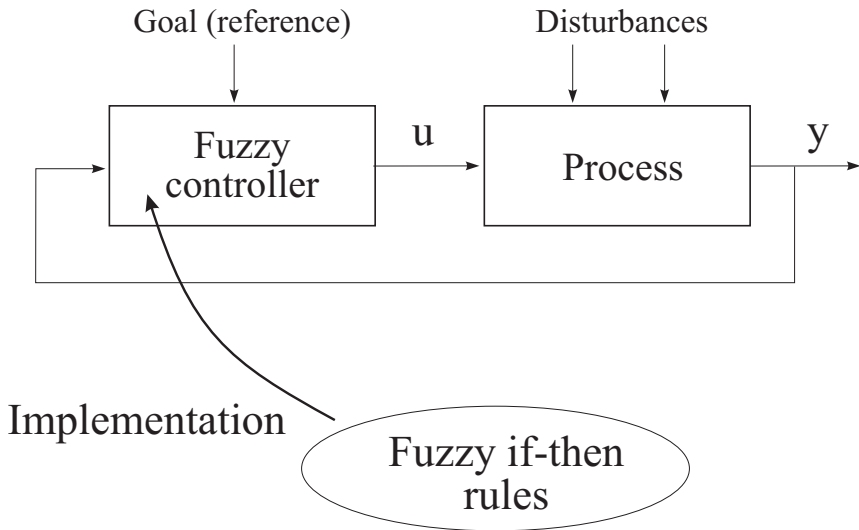 Goal (reference)
Disturbances
Fuzzy
controller
u
Process
y
Implementation
Fuzzy if-then
rules